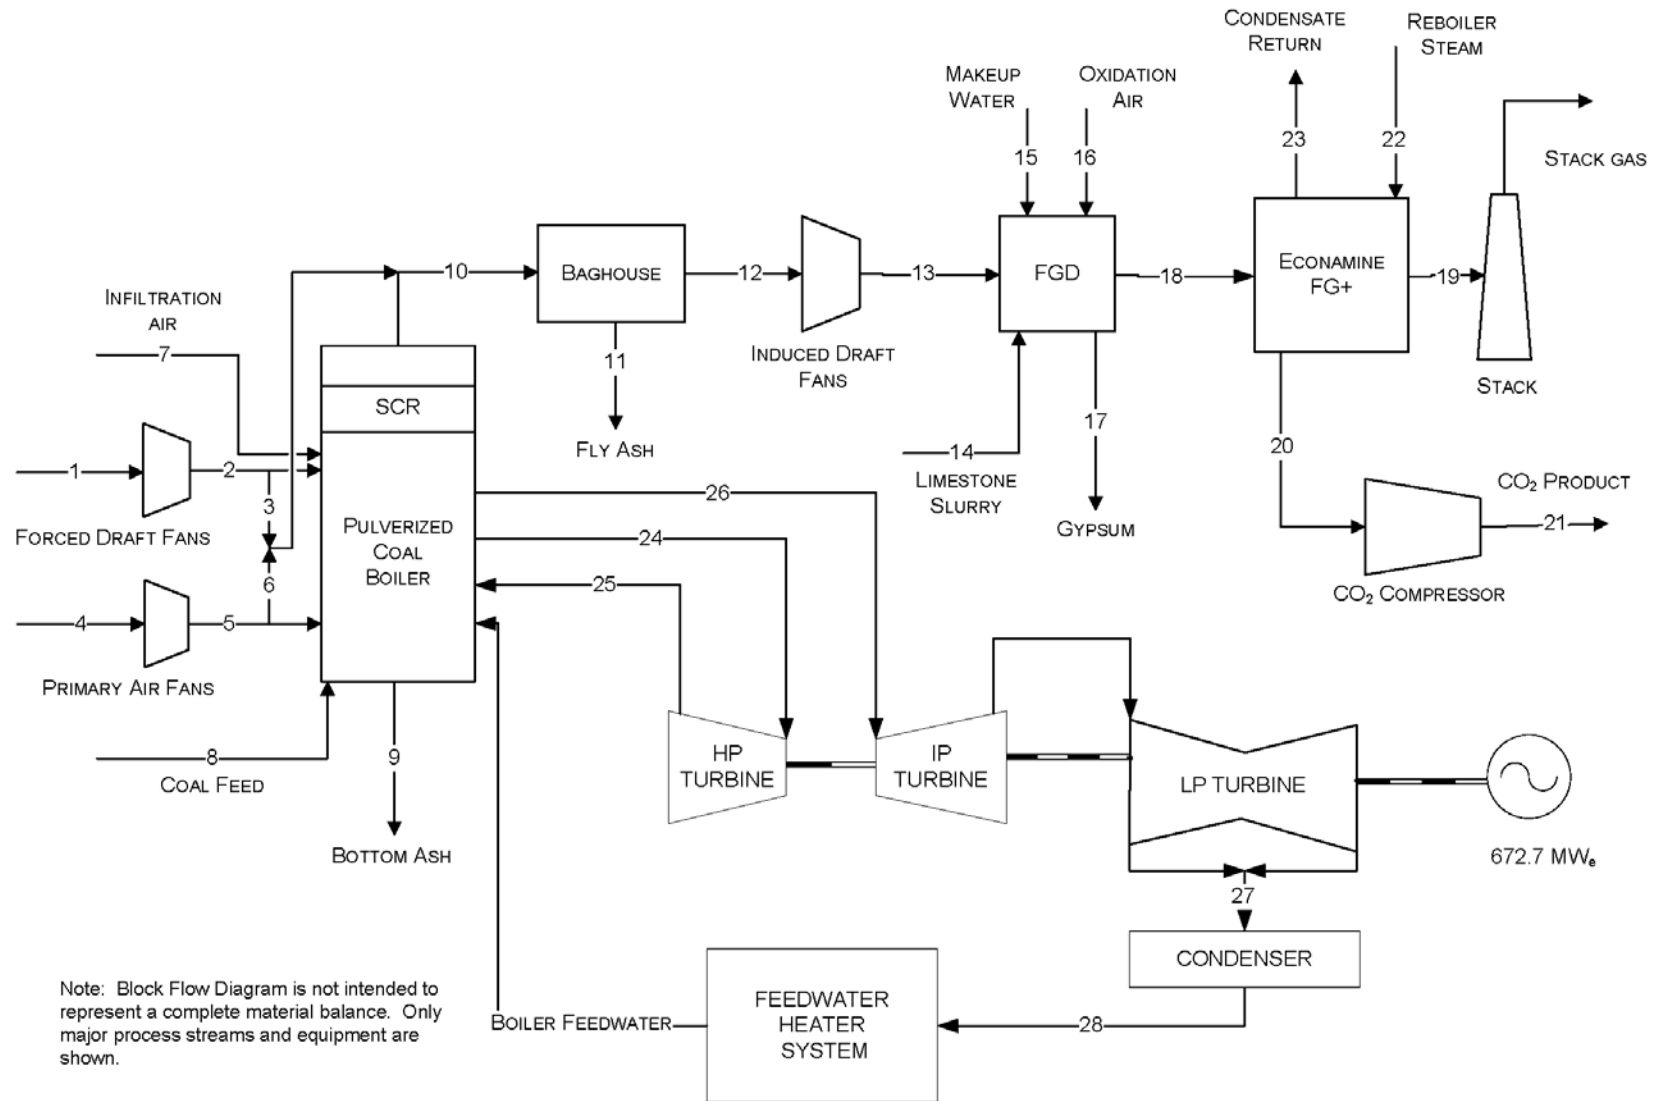 CONDENSATE
RETURN
REBOILER
STEAM
MAKEUP
WATER
OXIDATION
AIR
15
16
23
22
STACK GAS
INFILTRATION
AIR
7
10
BAGHOUSE
12
13
FGD
18
ECONAMINE
FG+
19
INDUCED DRAFT
FANS
11
FLY ASH
STACK
SCR
14
LIMESTONE
SLURRY
17
GYPSUM
20
CO₂ PRODUCT
21
CO₂ COMPRESSOR
1
2
3
FORCED DRAFT FANS
6
4
5
PRIMARY AIR FANS
PULVERIZED
COAL
BOILER
26
24
25
8
COAL FEED
9
BOTTOM ASH
HP
TURBINE
IP
TURBINE
LP TURBINE
672.7 MWe
27
CONDENSER
28
FEEDWATER
HEATER
SYSTEM
BOILER FEEDWATER
Note: Block Flow Diagram is not intended to
represent a complete material balance. Only
major process streams and equipment are
shown.